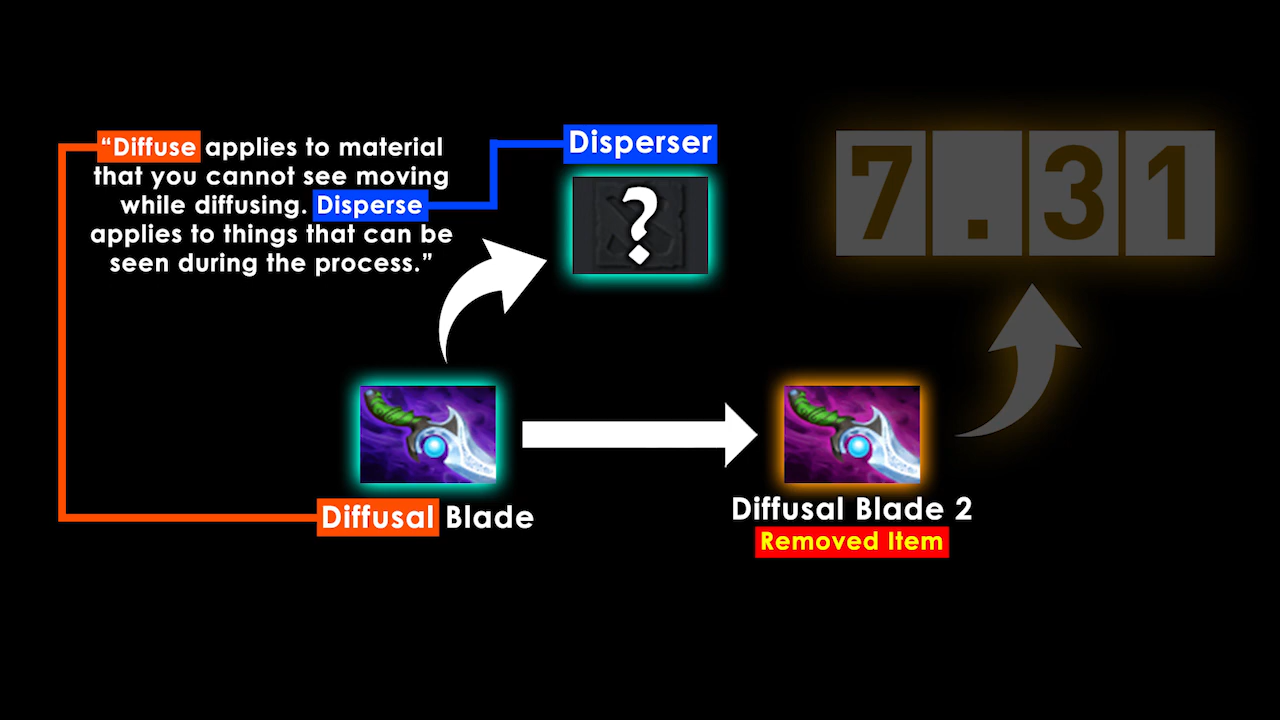 “Diffuse applies to material
that you cannot see moving
while diffusing. Disperse
applies to things that can be
seen during the process.”
Disperser
?
7.31
Diffusal Blade
Diffusal Blade 2
Removed Item